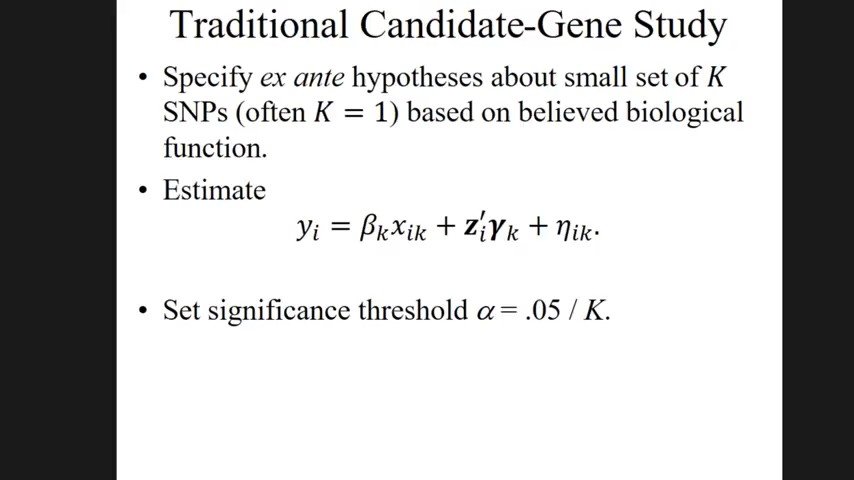 Traditional Candidate-Gene Study
• Specify ex ante hypotheses about small set of K
SNPs (often K = 1) based on believed biological
function.
• Estimate
yᵢ = βₖxᵢₖ + z′ᵢγₖ + ηᵢₖ.
• Set significance threshold α = .05 / K.